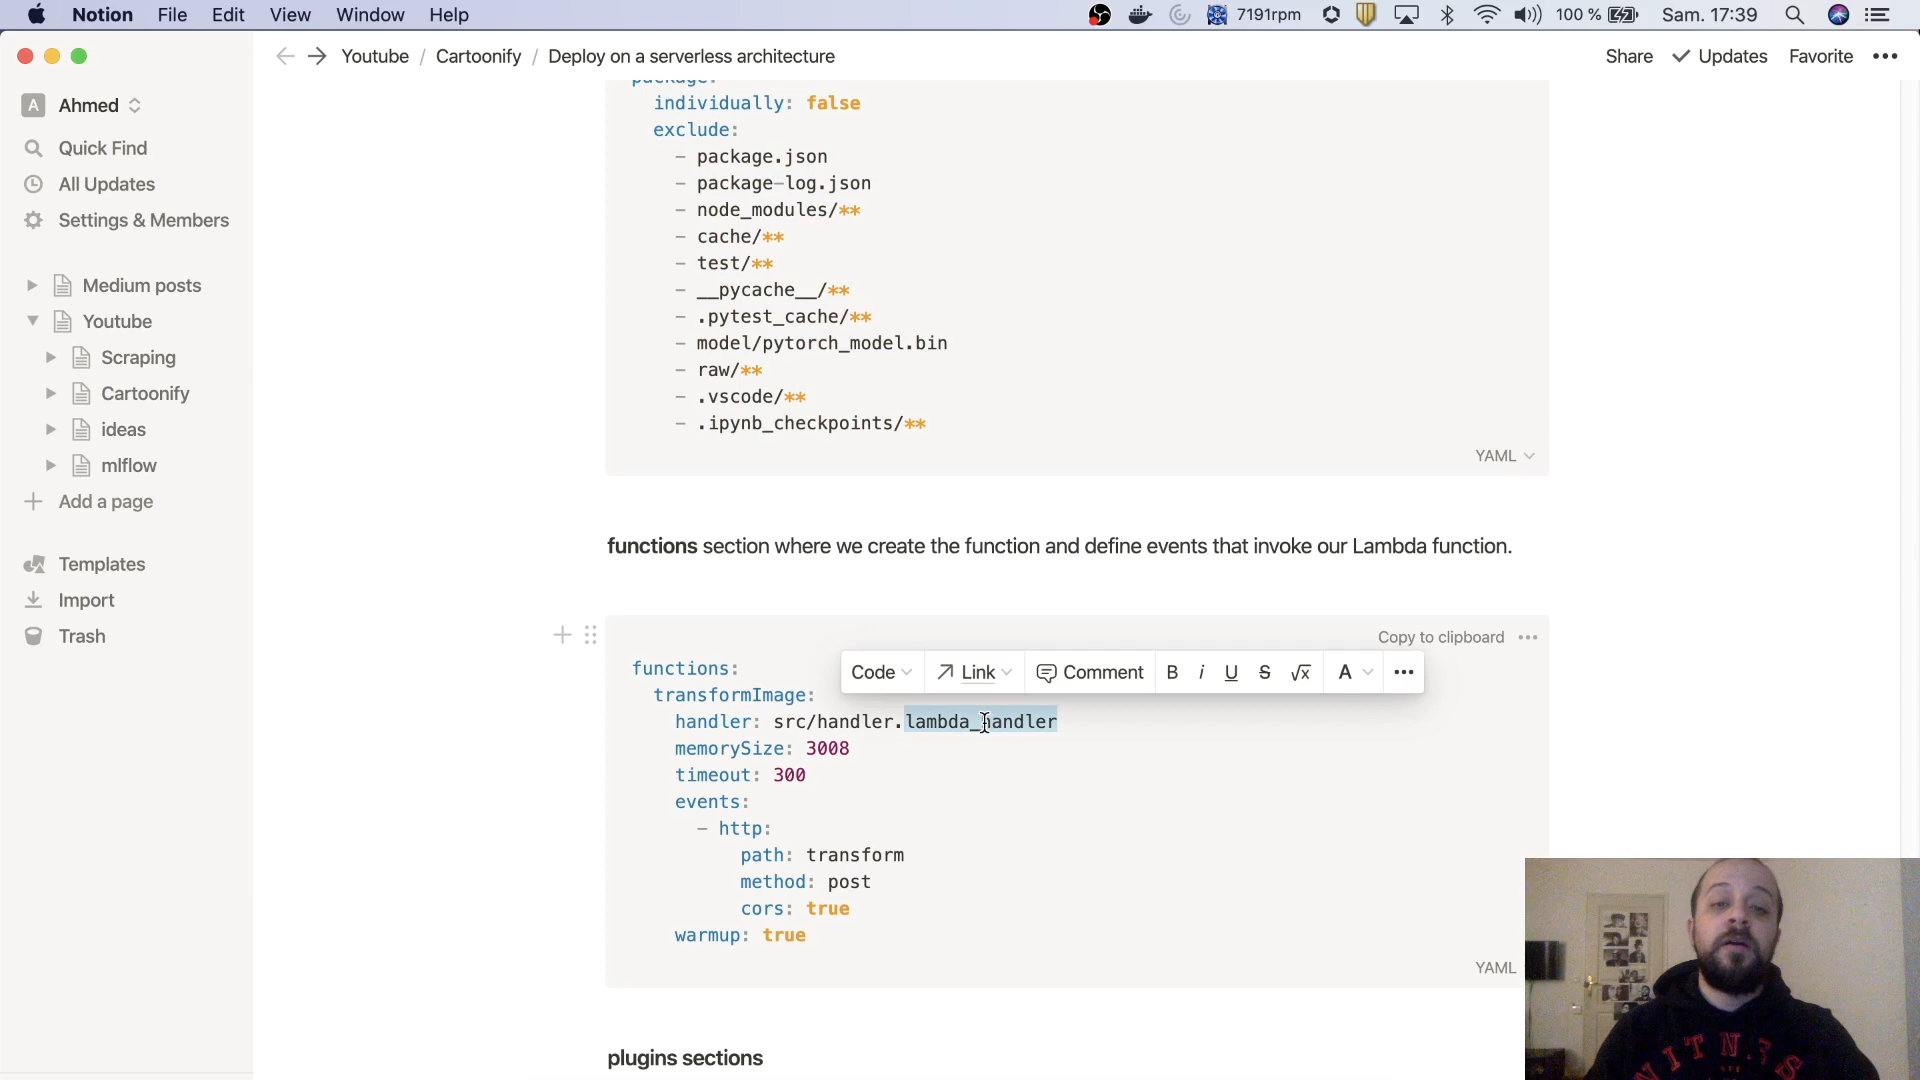 Notion File Edit View Window Help 7191rpm 100 % Sam. 17:39
Youtube / Cartoonify / Deploy on a serverless architecture Share Updates Favorite
A Ahmed
Quick Find
All Updates
Settings & Members
Medium posts
Youtube
Scraping
Cartoonify
ideas
mlflow
Add a page
Templates
Import
Trash
package:
individually: false
exclude:
- package.json
- package-log.json
- node_modules/**
- cache/**
- test/**
- __pycache__/**
- .pytest_cache/**
- model/pytorch_model.bin
- raw/**
- .vscode/**
- .ipynb_checkpoints/**
YAML
functions section where we create the function and define events that invoke our Lambda function.
Copy to clipboard
Code Link Comment B i U S √x A
functions:
transformImage:
handler: src/handler.lambda_handler
memorySize: 3008
timeout: 300
events:
- http:
path: transform
method: post
cors: true
warmup: true
YAML
plugins sections